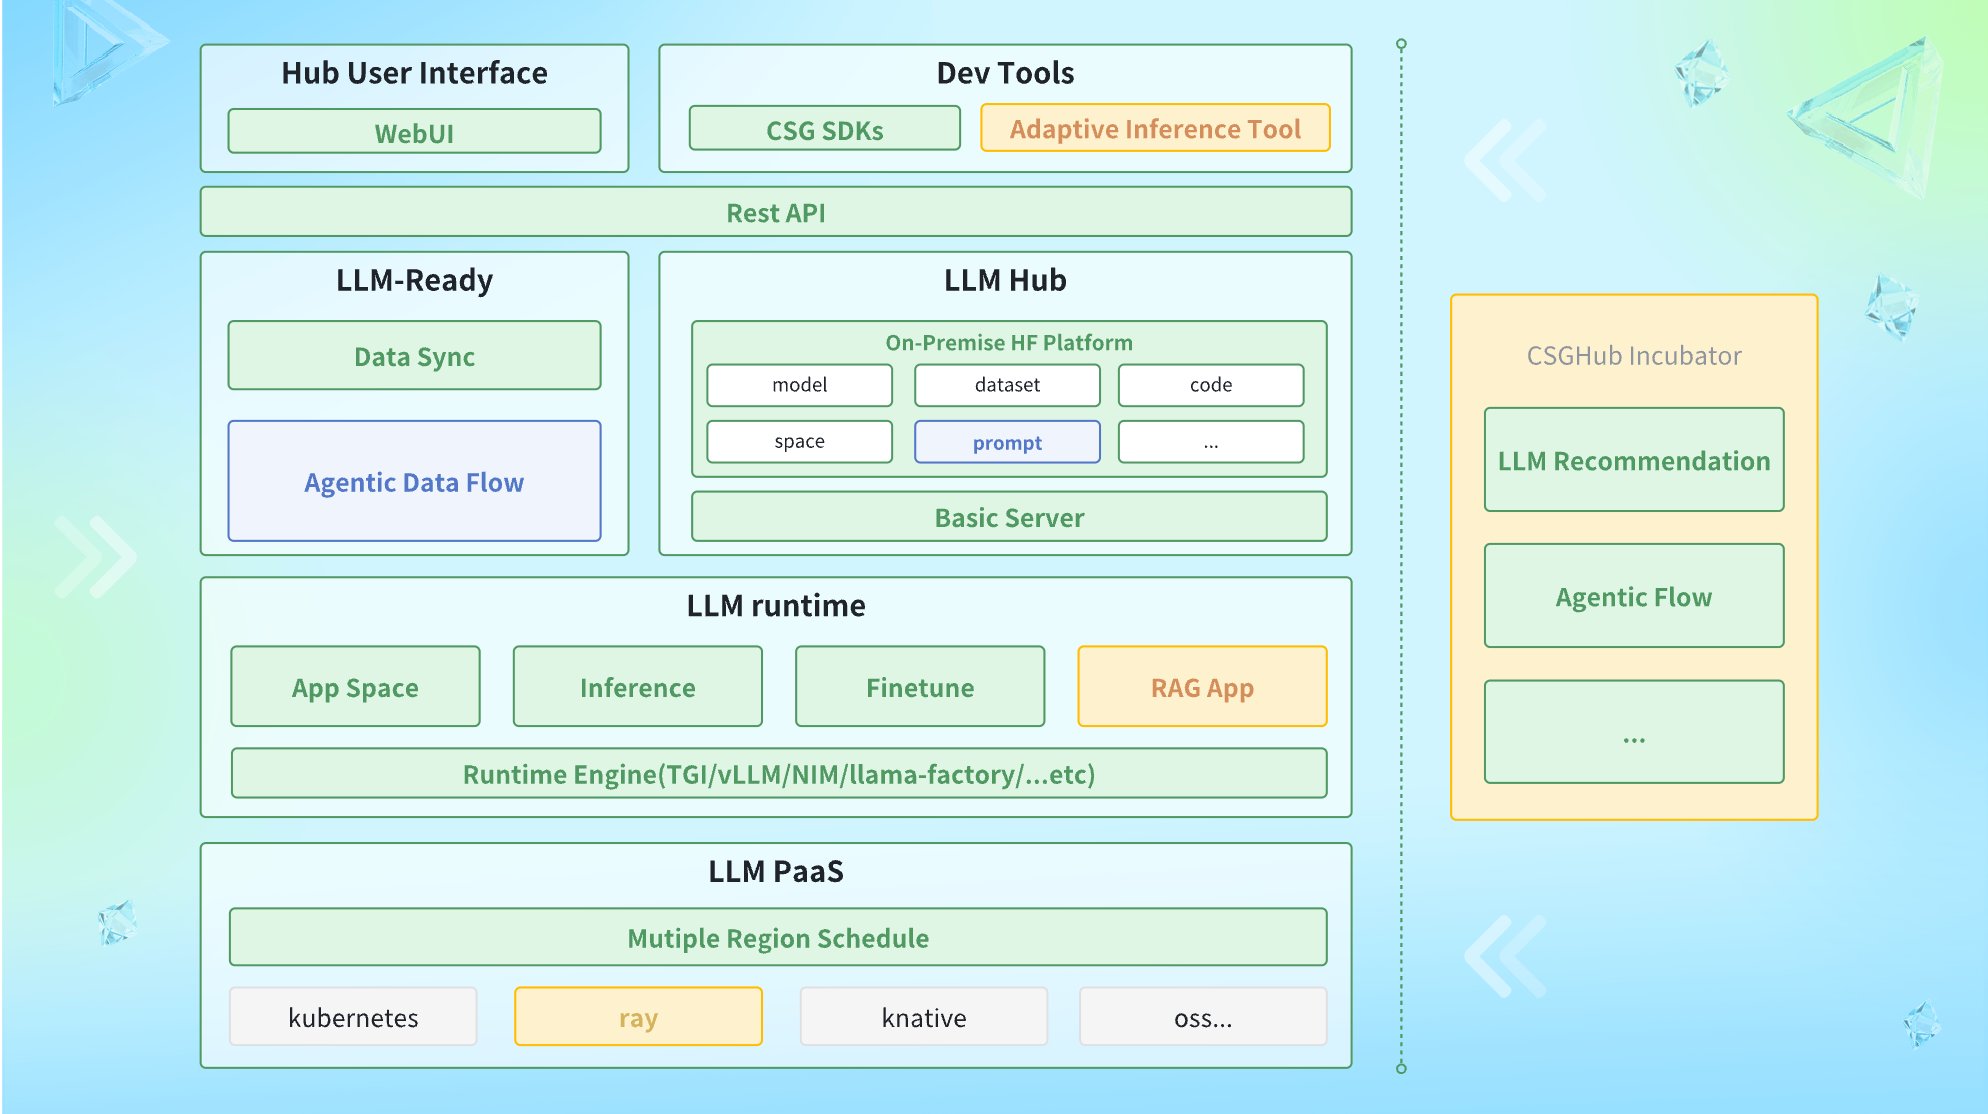 Hub User Interface
WebUI
Dev Tools
CSG SDKs
Adaptive Inference Tool
Rest API
LLM-Ready
Data Sync
Agentic Data Flow
LLM Hub
On-Premise HF Platform
model
dataset
code
space
prompt
...
Basic Server
LLM runtime
App Space
Inference
Finetune
RAG App
Runtime Engine(TGI/vLLM/NIM/llama-factory/...etc)
LLM PaaS
Mutiple Region Schedule
kubernetes
ray
knative
oss...
CSGHub Incubator
LLM Recommendation
Agentic Flow
...